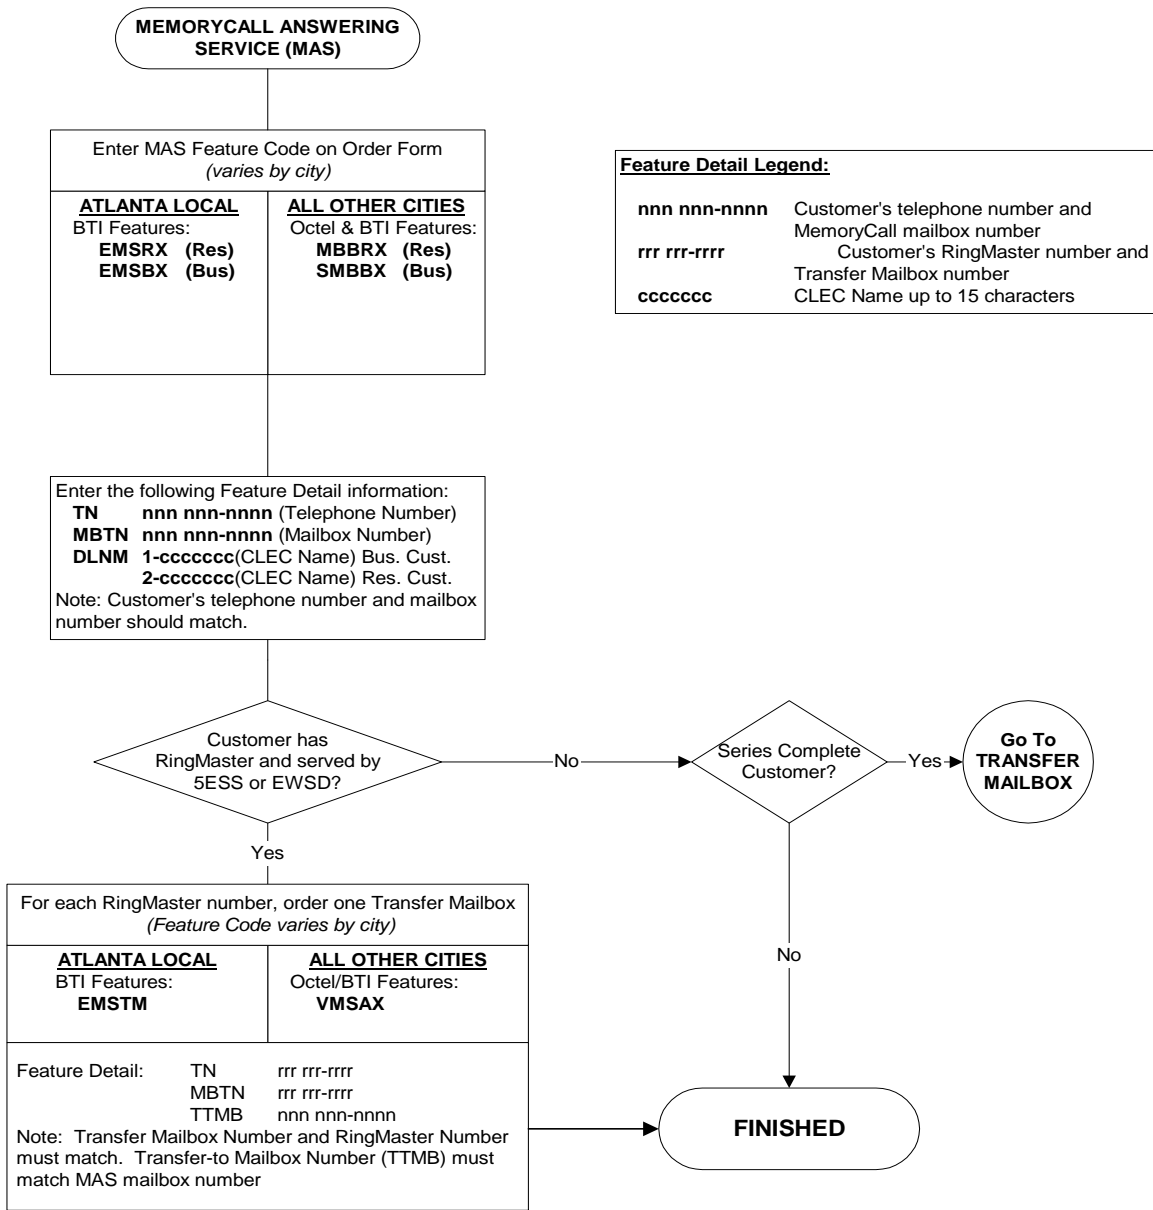 MEMORYCALL ANSWERING
SERVICE (MAS)
Enter MAS Feature Code on Order Form
(varies by city)
ATLANTA LOCAL
BTI Features:
EMSRX (Res)
EMSBX (Bus)
ALL OTHER CITIES
Octel & BTI Features:
MBBRX (Res)
SMBBX (Bus)
Feature Detail Legend:
nnn nnn-nnnn Customer's telephone number and
MemoryCall mailbox number
rrr rrr-rrrr Customer's RingMaster number and
Transfer Mailbox number
ccccccc CLEC Name up to 15 characters
Enter the following Feature Detail information:
TN nnn nnn-nnnn (Telephone Number)
MBTN nnn nnn-nnnn (Mailbox Number)
DLNM 1-ccccccc(CLEC Name) Bus. Cust.
2-ccccccc(CLEC Name) Res. Cust.
Note: Customer's telephone number and mailbox
number should match.
Customer has
RingMaster and served by
5ESS or EWSD?
No
Series Complete
Customer?
Yes
Go To
TRANSFER
MAILBOX
Yes
For each RingMaster number, order one Transfer Mailbox
(Feature Code varies by city)
ATLANTA LOCAL
BTI Features:
EMSTM
ALL OTHER CITIES
Octel/BTI Features:
VMSAX
No
Feature Detail: TN rrr rrr-rrrr
MBTN rrr rrr-rrrr
TTMB nnn nnn-nnnn
Note: Transfer Mailbox Number and RingMaster Number
must match. Transfer-to Mailbox Number (TTMB) must
match MAS mailbox number
FINISHED